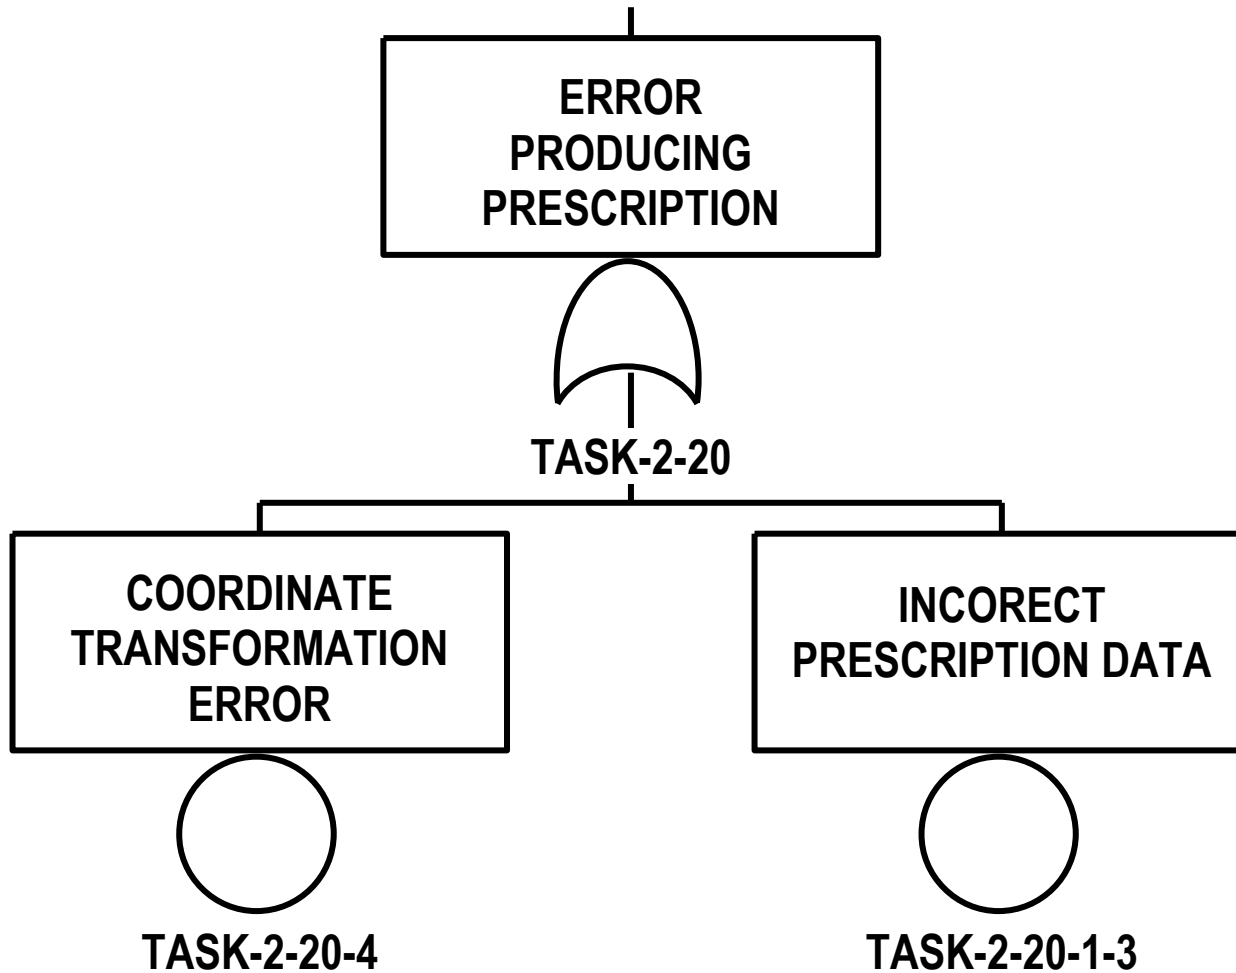 ERROR
PRODUCING
PRESCRIPTION
TASK-2-20
COORDINATE
TRANSFORMATION
ERROR
INCORECT
PRESCRIPTION DATA
TASK-2-20-4
TASK-2-20-1-3